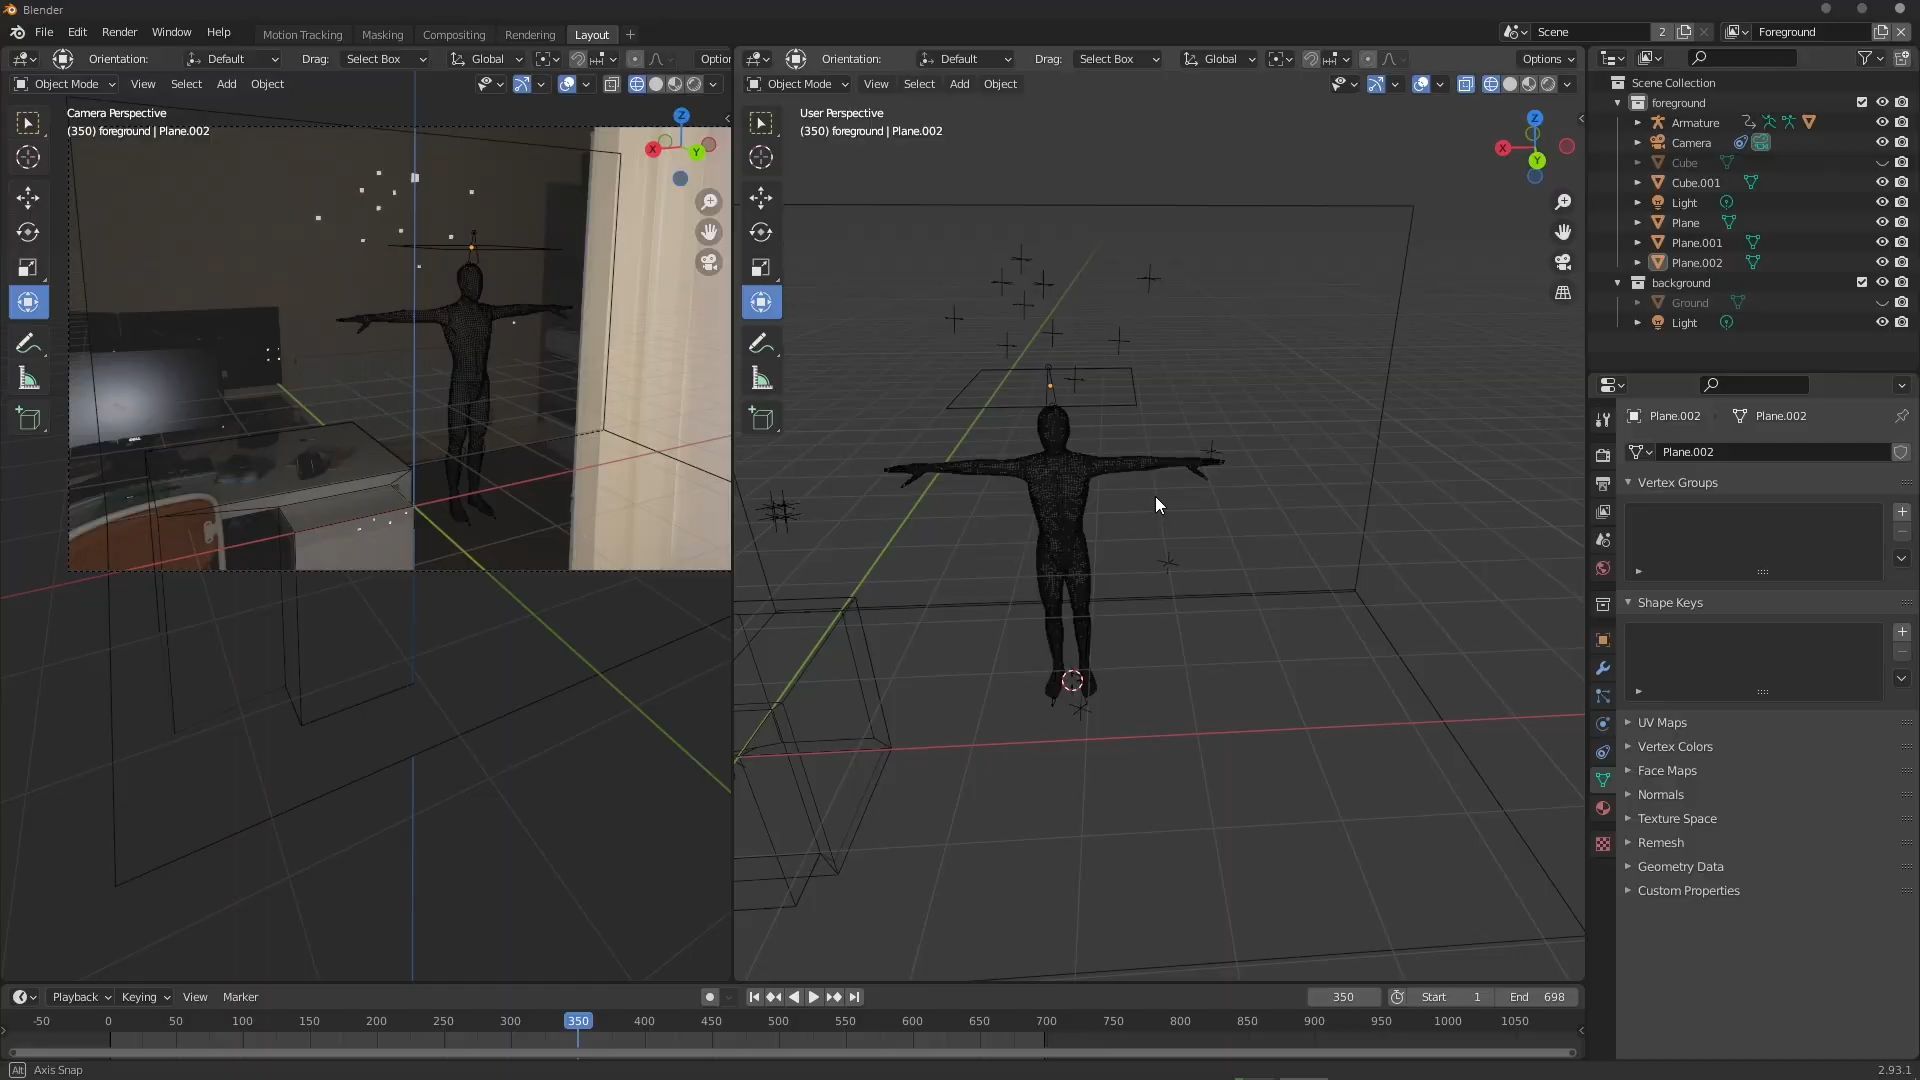 Blender
File Edit Render Window Help Motion Tracking Masking Compositing Rendering Layout + Scene 2 Foreground
Orientation: Default Drag: Select Box Global Optior
Object Mode View Select Add Object
Camera Perspective
(350) foreground | Plane.002
X Y Z
DELL
Orientation: Default Drag: Select Box Global Options
Object Mode View Select Add Object
User Perspective
(350) foreground | Plane.002
X Y Z
Scene Collection
foreground
Armature
Camera
Cube
Cube.001
Light
Plane
Plane.001
Plane.002
background
Ground
Light
Plane.002 Plane.002
Plane.002
Vertex Groups
Shape Keys
UV Maps
Vertex Colors
Face Maps
Normals
Texture Space
Remesh
Geometry Data
Custom Properties
Playback Keying View Marker 350 Start 1 End 698
-50 0 50 100 150 200 250 300 350 400 450 500 550 600 650 700 750 800 850 900 950 1000 1050
Alt Axis Snap 2.93.1